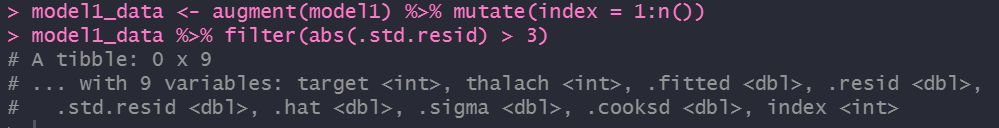 > model1_data <- augment(model1) %>% mutate(index = 1:n())
> model1_data %>% filter(abs(.std.resid) > 3)
# A tibble: 0 x 9
# ... with 9 variables: target <int>, thalach <int>, .fitted <dbl>, .resid <dbl>,
#   .std.resid <dbl>, .hat <dbl>, .sigma <dbl>, .cooksd <dbl>, index <int>